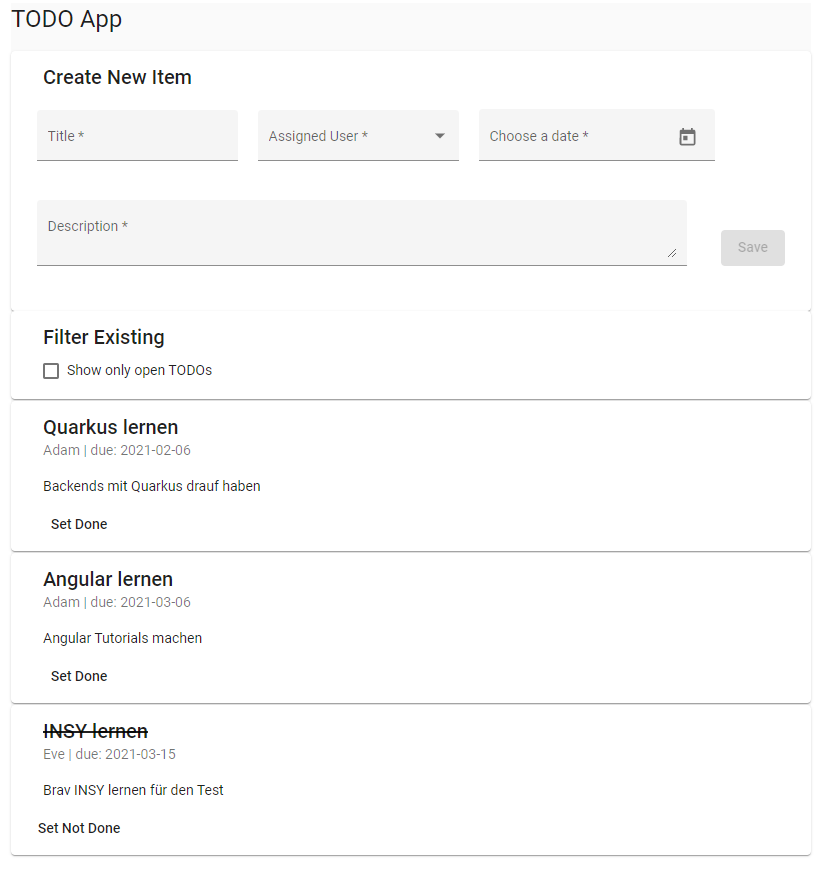 TODO App
Create New Item
Title * Assigned User * Choose a date *
Description *
Save
Filter Existing
Show only open TODOs
Quarkus lernen
Adam | due: 2021-02-06
Backends mit Quarkus drauf haben
Set Done
Angular lernen
Adam | due: 2021-03-06
Angular Tutorials machen
Set Done
INSY lernen
Eve | due: 2021-03-15
Brav INSY lernen für den Test
Set Not Done